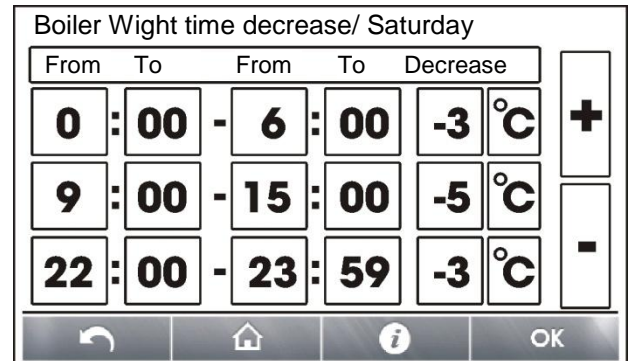 Boiler Wight time decrease/ Saturday
From To From To Decrease
0 : 00 - 6 : 00 -3 °C +
9 : 00 - 15 : 00 -5 °C
22 : 00 - 23 : 59 -3 °C -
i OK